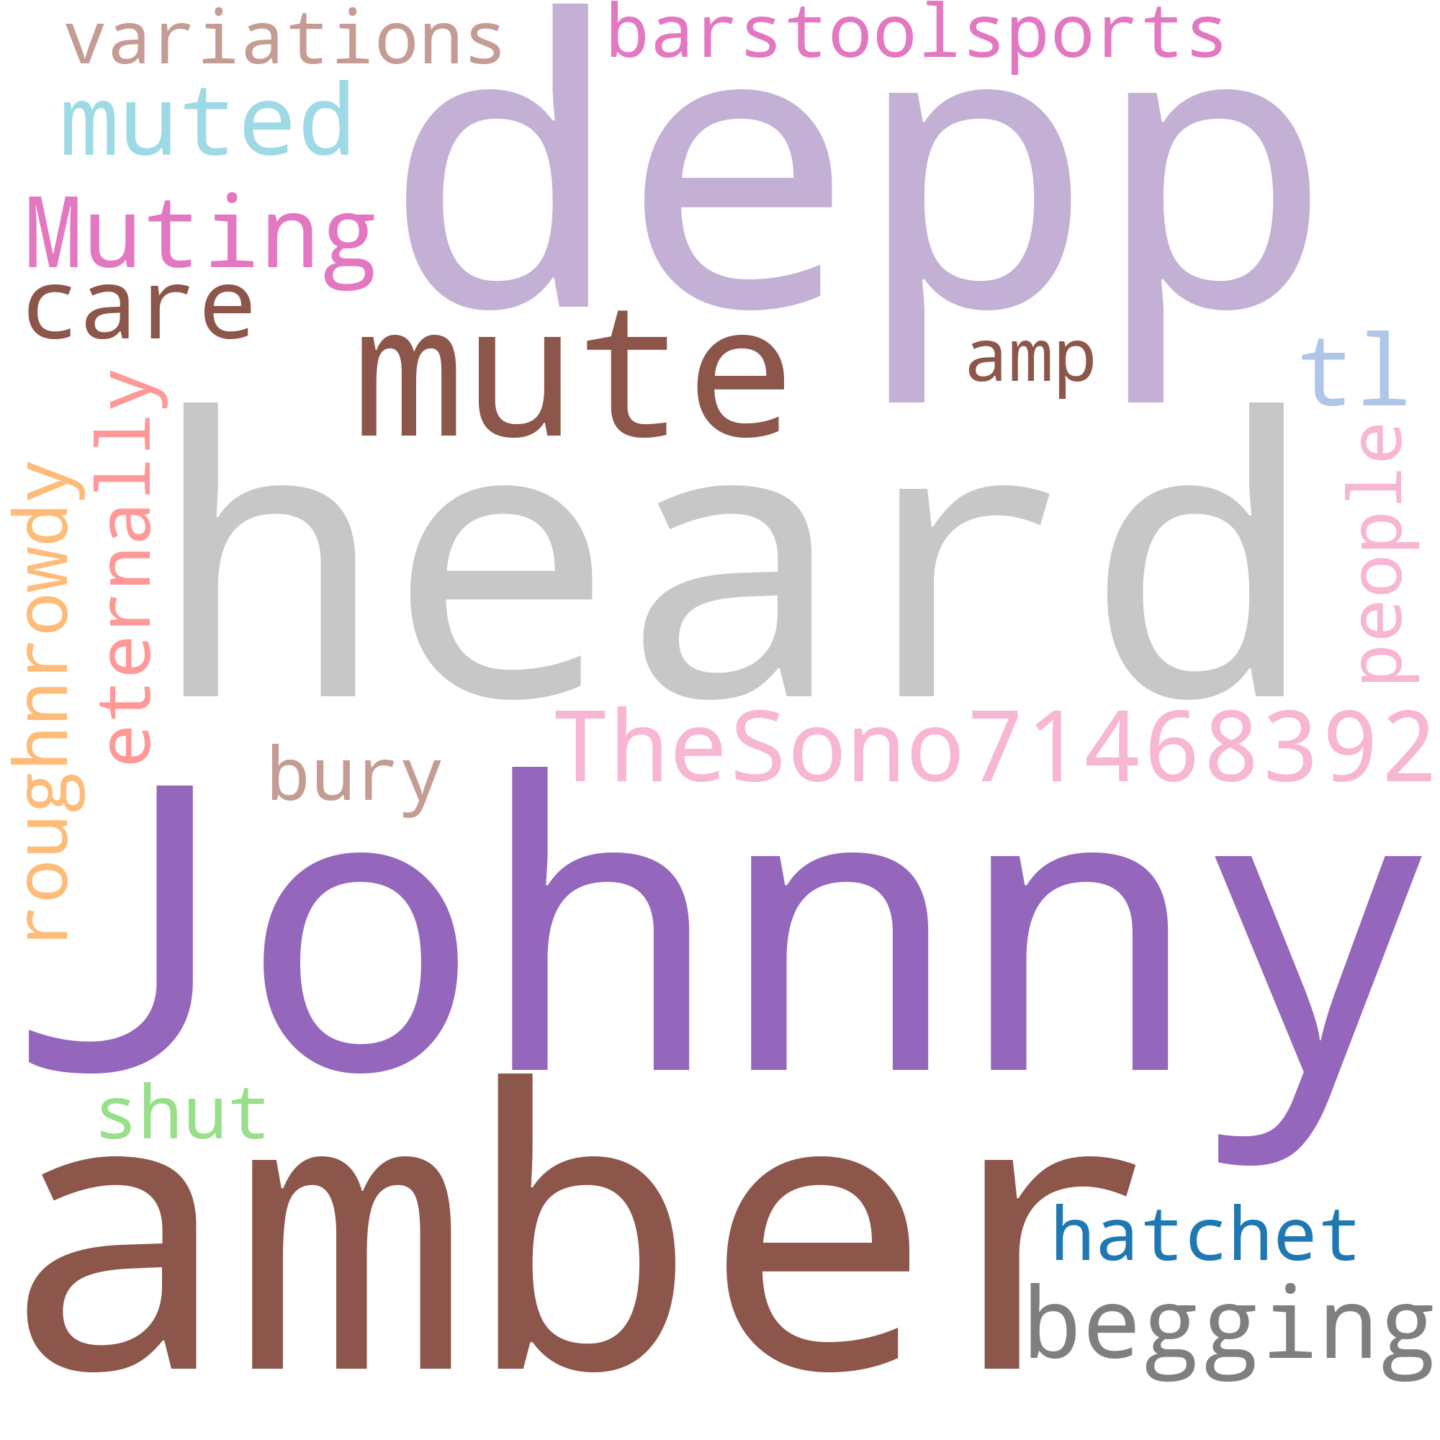 variations
barstoolsports
depp
muted
Muting
care
mute
amp
tl
heard
people
eternally
roughnrowdy
TheSono71468392
bury
Johnny
shut
amber
hatchet
begging